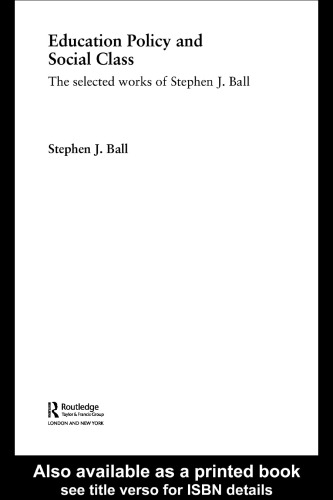 Education Policy and
Social Class
The selected works of Stephen J. Ball
Stephen J. Ball
Routledge
Taylor & Francis Group
LONDON AND NEW YORK
Also available as a printed book
see title verso for ISBN details